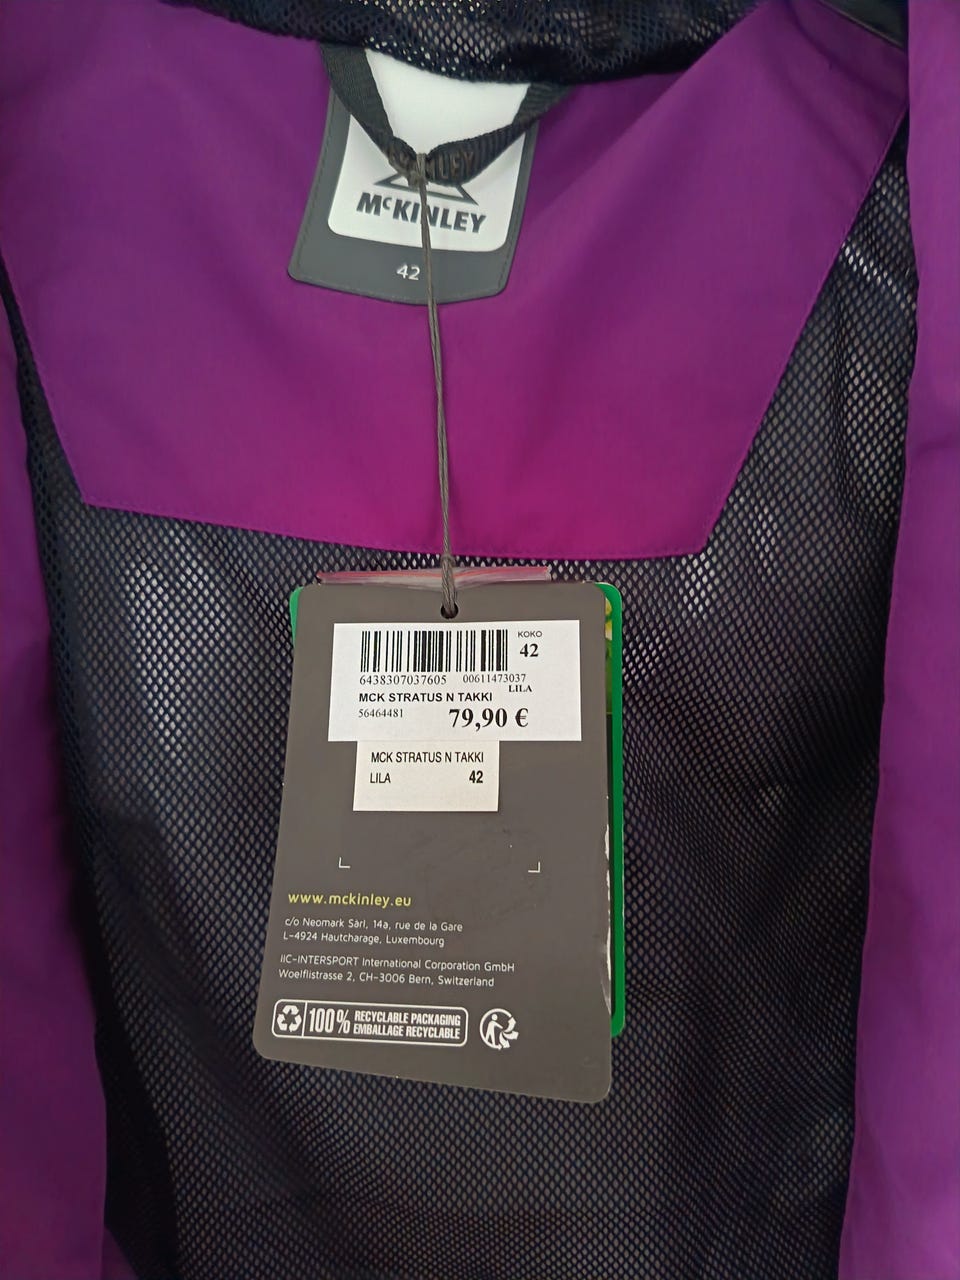 McKINLEY
42
KOKO
42
6438307037605 00611473037
LILA
MCK STRATUS N TAKKI
56464481 79,90 €
MCK STRATUS N TAKKI
LILA 42
www.mckinley.eu
c/o Neomark Sàrl, 14a, rue de la Gare
L-4924 Hautcharage, Luxembourg
IIC-INTERSPORT International Corporation GmbH
Woelflistrasse 2, CH-3006 Bern, Switzerland
100% RECYCLABLE PACKAGING
EMBALLAGE RECYCLABLE